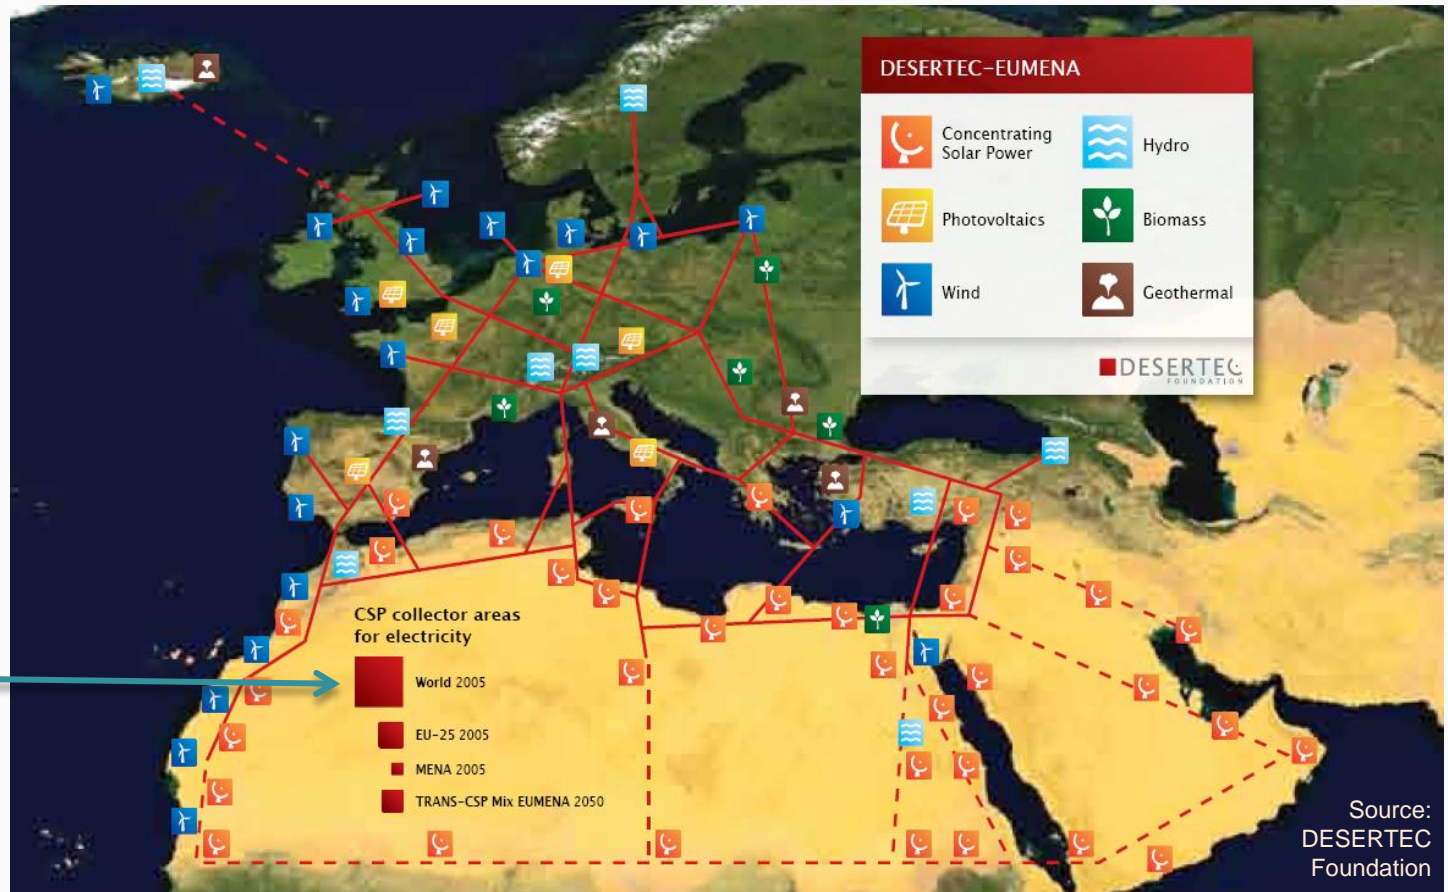 DESERTEC-EUMENA
Concentrating
Solar Power
Hydro
Photovoltaics
Biomass
Wind
Geothermal
DESERTEC
FOUNDATION
CSP collector areas
for electricity
World 2005
EU-25 2005
MENA 2005
TRANS-CSP Mix EUMENA 2050
Source:
DESERTEC
Foundation